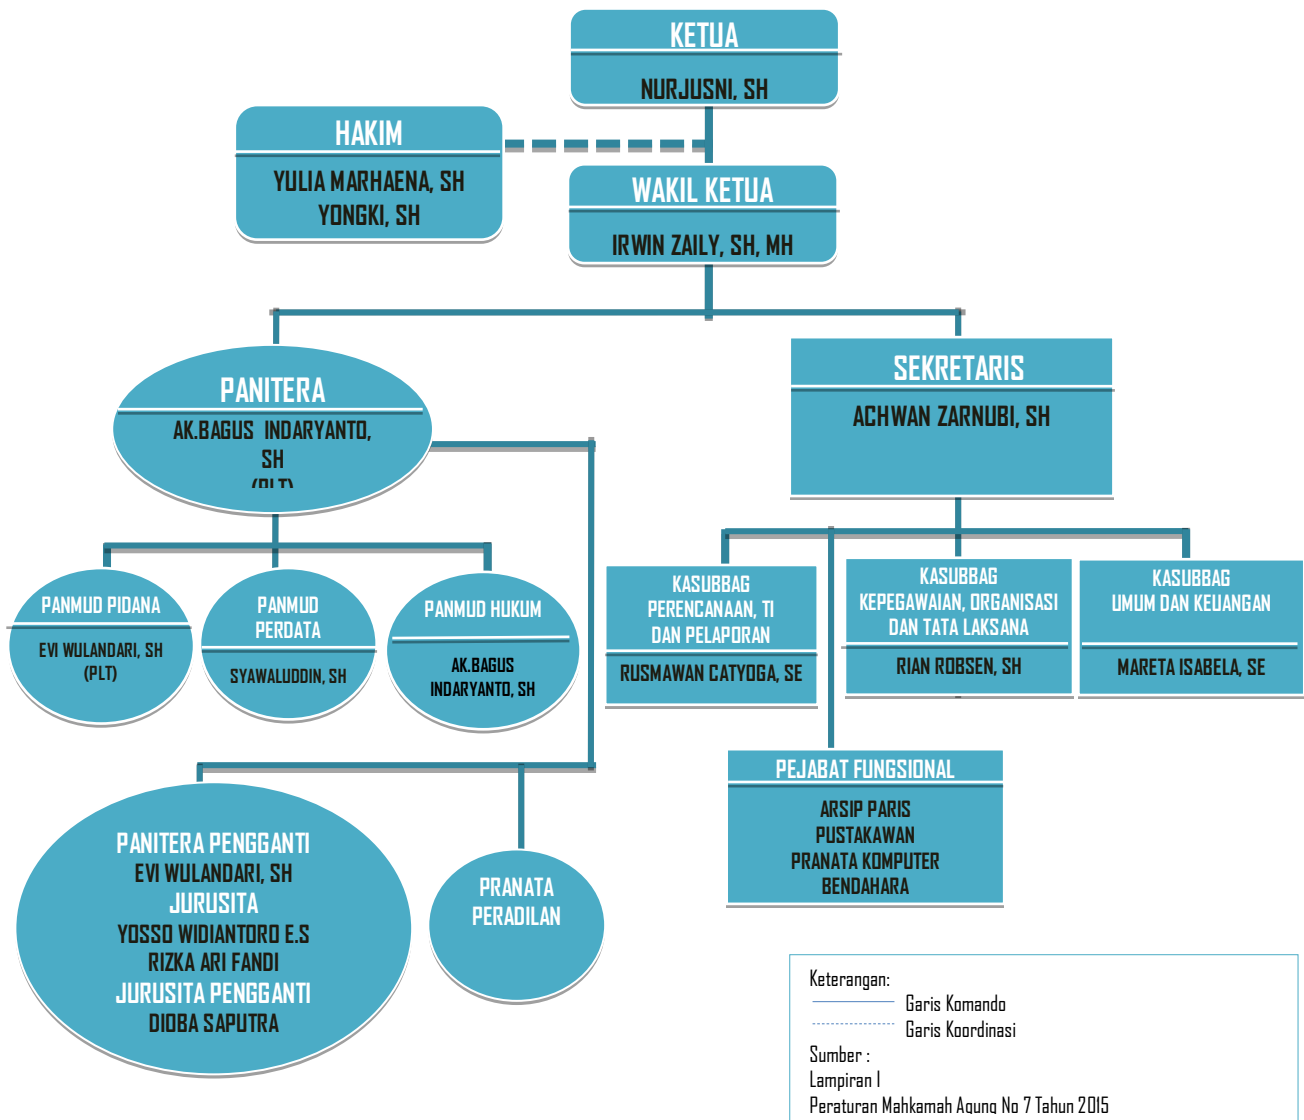 KETUA
NURJUSNI, SH
HAKIM
YULIA MARHAENA, SH
YONGKI, SH
WAKIL KETUA
IRWIN ZAILY, SH, MH
PANITERA
AK.BAGUS INDARYANTO,
SH
(PLT)
SEKRETARIS
ACHWAN ZARNUBI, SH
PANMUD PIDANA
EVI WULANDARI, SH
(PLT)
PANMUD
PERDATA
SYAWALUDDIN, SH
PANMUD HUKUM
AK.BAGUS
INDARYANTO, SH
KASUBBAG
PERENCANAAN, TI
DAN PELAPORAN
RUSMAWAN CATYOGA, SE
KASUBBAG
KEPEGAWAIAN, ORGANISASI
DAN TATA LAKSANA
RIAN ROBSEN, SH
KASUBBAG
UMUM DAN KEUANGAN
MARETA ISABELA, SE
PEJABAT FUNGSIONAL
ARSIP PARIS
PUSTAKAWAN
PRANATA KOMPUTER
BENDAHARA
PANITERA PENGGANTI
EVI WULANDARI, SH
JURUSITA
YOSSO WIDIANTORO E.S
RIZKA ARI FANDI
JURUSITA PENGGANTI
DIOBA SAPUTRA
PRANATA
PERADILAN
Keterangan:
Garis Komando
Garis Koordinasi
Sumber :
Lampiran I
Peraturan Mahkamah Agung No 7 Tahun 2015